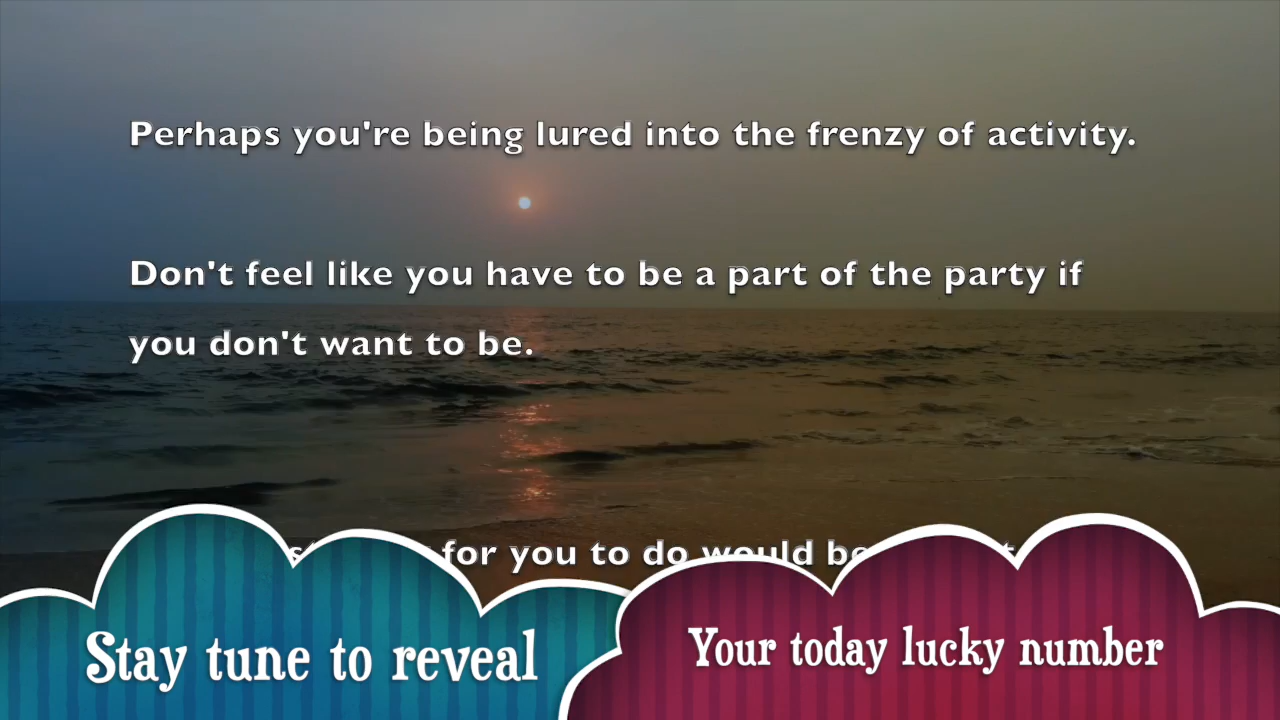 Perhaps you're being lured into the frenzy of activity.
Don't feel like you have to be a part of the party if
you don't want to be.
for you to do would be
Stay tune to reveal
Your today lucky number